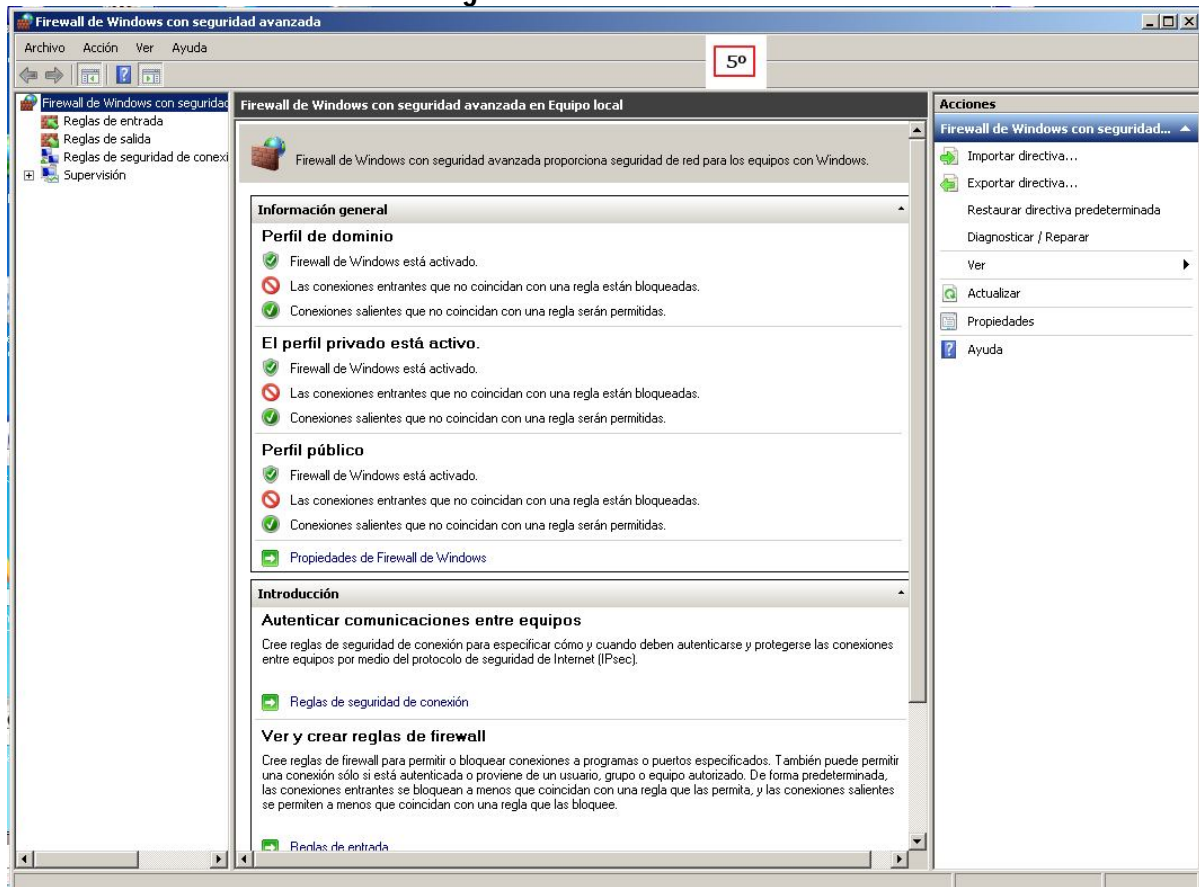 Firewall de Windows con seguridad avanzada
Archivo Acción Ver Ayuda
5º
Firewall de Windows con seguridad
Reglas de entrada
Reglas de salida
Reglas de seguridad de conexi
Supervisión
Firewall de Windows con seguridad avanzada en Equipo local
Firewall de Windows con seguridad avanzada proporciona seguridad de red para los equipos con Windows.
Información general
Perfil de dominio
Firewall de Windows está activado.
Las conexiones entrantes que no coincidan con una regla están bloqueadas.
Conexiones salientes que no coincidan con una regla serán permitidas.
El perfil privado está activo.
Firewall de Windows está activado.
Las conexiones entrantes que no coincidan con una regla están bloqueadas.
Conexiones salientes que no coincidan con una regla serán permitidas.
Perfil público
Firewall de Windows está activado.
Las conexiones entrantes que no coincidan con una regla están bloqueadas.
Conexiones salientes que no coincidan con una regla serán permitidas.
Propiedades de Firewall de Windows
Introducción
Autenticar comunicaciones entre equipos
Cree reglas de seguridad de conexión para especificar cómo y cuando deben autenticarse y protegerse las conexiones
entre equipos por medio del protocolo de seguridad de Internet (IPsec).
Reglas de seguridad de conexión
Ver y crear reglas de firewall
Cree reglas de firewall para permitir o bloquear conexiones a programas o puertos especificados. También puede permitir
una conexión sólo si está autenticada o proviene de un usuario, grupo o equipo autorizado. De forma predeterminada,
las conexiones entrantes se bloquean a menos que coincidan con una regla que las permita, y las conexiones salientes
se permiten a menos que coincidan con una regla que las bloquee.
Reglas de entrada
Acciones
Firewall de Windows con seguridad...
Importar directiva...
Exportar directiva...
Restaurar directiva predeterminada
Diagnosticar / Reparar
Ver
Actualizar
Propiedades
Ayuda